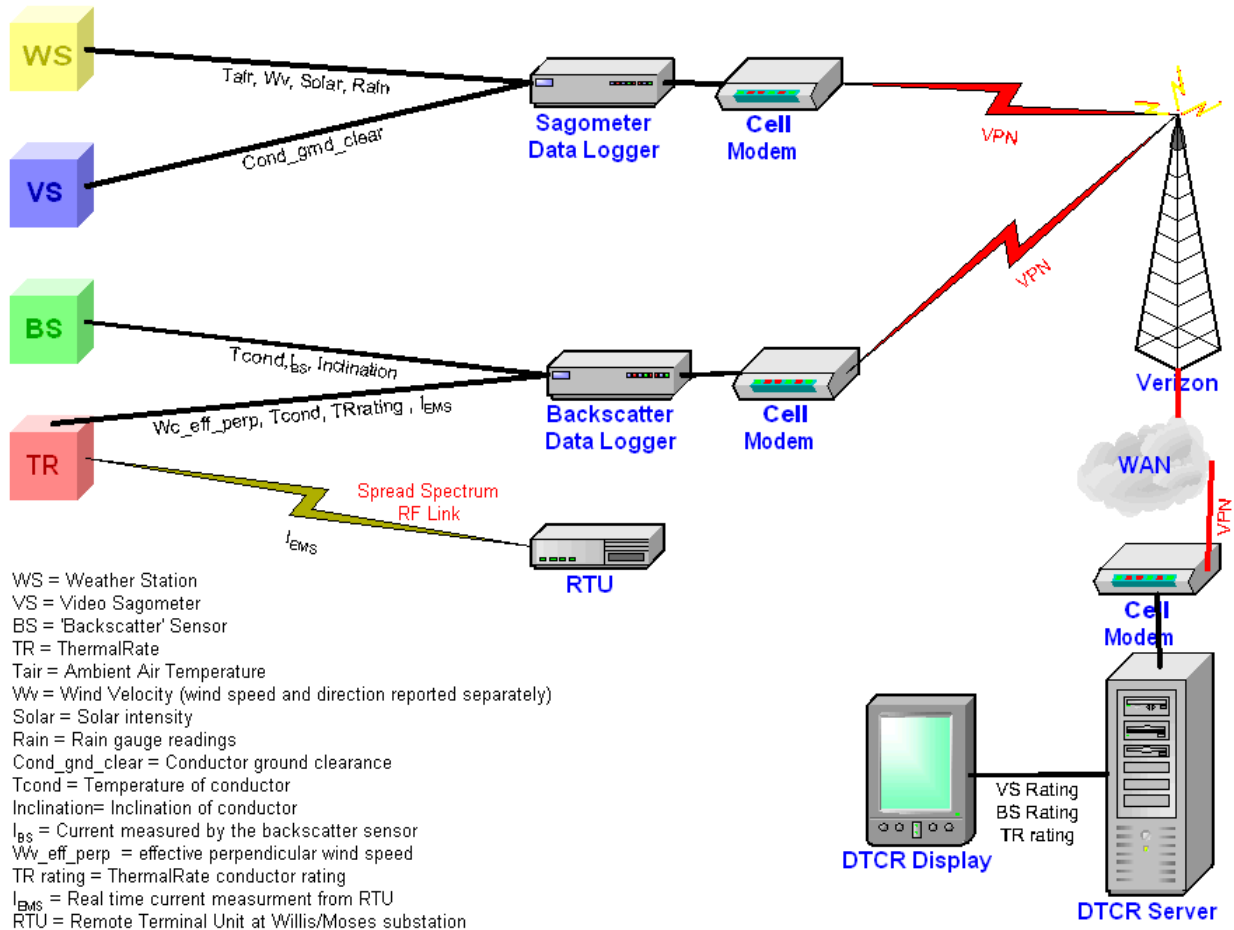 WS
Tair, Wv, Solar, Rain
Sagometer
Data Logger
Cell
Modem
VPN
Cond_grnd_clear
VS
VPN
BS
Tcond,I_BS, Inclination
Wc_eff_perp, Tcond, TRrating , I_EMS
Backscatter
Data Logger
Cell
Modem
Verizon
WAN
TR
Spread Spectrum
RF Link
I_EMS
RTU
VPN
Cell
Modem
WS = Weather Station
VS = Video Sagometer
BS = 'Backscatter' Sensor
TR = ThermalRate
Tair = Ambient Air Temperature
Wv = Wind Velocity (wind speed and direction reported separately)
Solar = Solar intensity
Rain = Rain gauge readings
Cond_gnd_clear = Conductor ground clearance
Tcond = Temperature of conductor
Inclination= Inclination of conductor
I_BS = Current measured by the backscatter sensor
Wv_eff_perp = effective perpendicular wind speed
TR rating = ThermalRate conductor rating
I_EMS = Real time current measurment from RTU
RTU = Remote Terminal Unit at Willis/Moses substation
VS Rating
BS Rating
TR rating
DTCR Display
DTCR Server